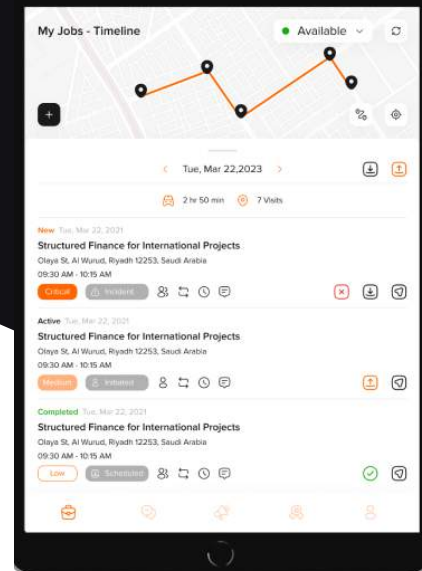 My Jobs - Timeline
Available
Tue, Mar 22,2023
2 hr 50 min
7 Visits
New Tue, Mar 22, 2021
Structured Finance for International Projects
Olaya St, Al Wurud, Riyadh 12253, Saudi Arabia
09:30 AM - 10:15 AM
Critical Incident
Active Tue, Mar 22, 2021
Structured Finance for International Projects
Olaya St, Al Wurud, Riyadh 12253, Saudi Arabia
09:30 AM - 10:15 AM
Medium Initiated
Completed Tue, Mar 22, 2021
Structured Finance for International Projects
Olaya St, Al Wurud, Riyadh 12253, Saudi Arabia
09:30 AM - 10:15 AM
Low Scheduled